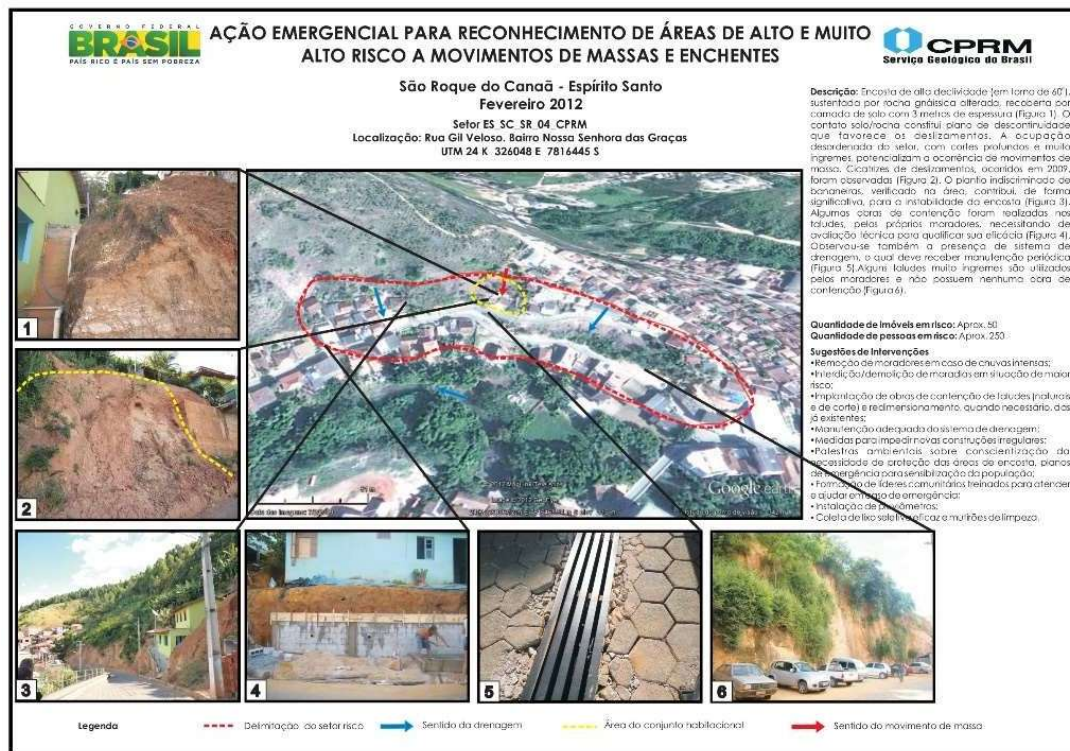 GOVERNO FEDERAL
BRASIL
PAÍS RICO É PAÍS SEM POBREZA
AÇÃO EMERGENCIAL PARA RECONHECIMENTO DE ÁREAS DE ALTO E MUITO
ALTO RISCO A MOVIMENTOS DE MASSAS E ENCHENTES
CPRM
Serviço Geológico do Brasil
São Roque do Canaã - Espírito Santo
Fevereiro 2012
Setor ES_SC_SR_04_CPRM
Localização: Rua Gil Veloso. Bairro Nossa Senhora das Graças
UTM 24 K 326048 E 7816445 S
Descrição: Encosta de alta declividade (em torno de 60°),
sustentada por rocha gnáissica alterada, recoberta por
camada de solo com 3 metros de espessura (Figura 1). O
contato solo/rocha constitui plano de descontinuidade
que favorece os deslizamentos. A ocupação
desordenada do setor, com cortes profundos e muito
íngremes, potencializam a ocorrência de movimentos de
massa. Cicatrizes de deslizamentos, ocorridos em 2009,
foram observadas (Figura 2). O plantio indiscriminado de
bananeiras, verificado na área, contribui, de forma
significativa, para a instabilidade da encosta (Figura 3).
Algumas obras de contenção foram realizadas nos
taludes, pelos próprios moradores, necessitando de
avaliação técnica para qualificar sua eficácia (Figura 4).
Observou-se também a presença de sistema de
drenagem, o qual deve receber manutenção periódica
(Figura 5).Alguns taludes muito íngremes são utilizados
pelos moradores e não possuem nenhuma obra de
contenção (Figura 6).
Quantidade de imóveis em risco: Aprox. 50
Quantidade de pessoas em risco: Aprox. 250
Sugestões de Intervenções
•Remoção de moradores em caso de chuvas intensas;
•Interdição/demolição de moradias em situação de maior
risco;
•Implantação de obras de contenção de taludes (naturais
e de corte) e redimensionamento, quando necessário, das
já existentes;
•Manutenção adequada do sistema de drenagem;
•Medidas para impedir novas construções irregulares;
•Palestras ambientais sobre conscientização da
necessidade de proteção das áreas de encosta, planos
de emergência para sensibilização da população;
•Formação de líderes comunitários treinados para atender
e ajudar em caso de emergência;
•Instalação de pluviômetros;
•Coleta de lixo seletiva eficaz e mutirões de limpeza.
Google earth
1
2
3
4
5
6
Legenda
Delimitação do setor risco
Sentido da drenagem
Área do conjunto habitacional
Sentido do movimento de massa